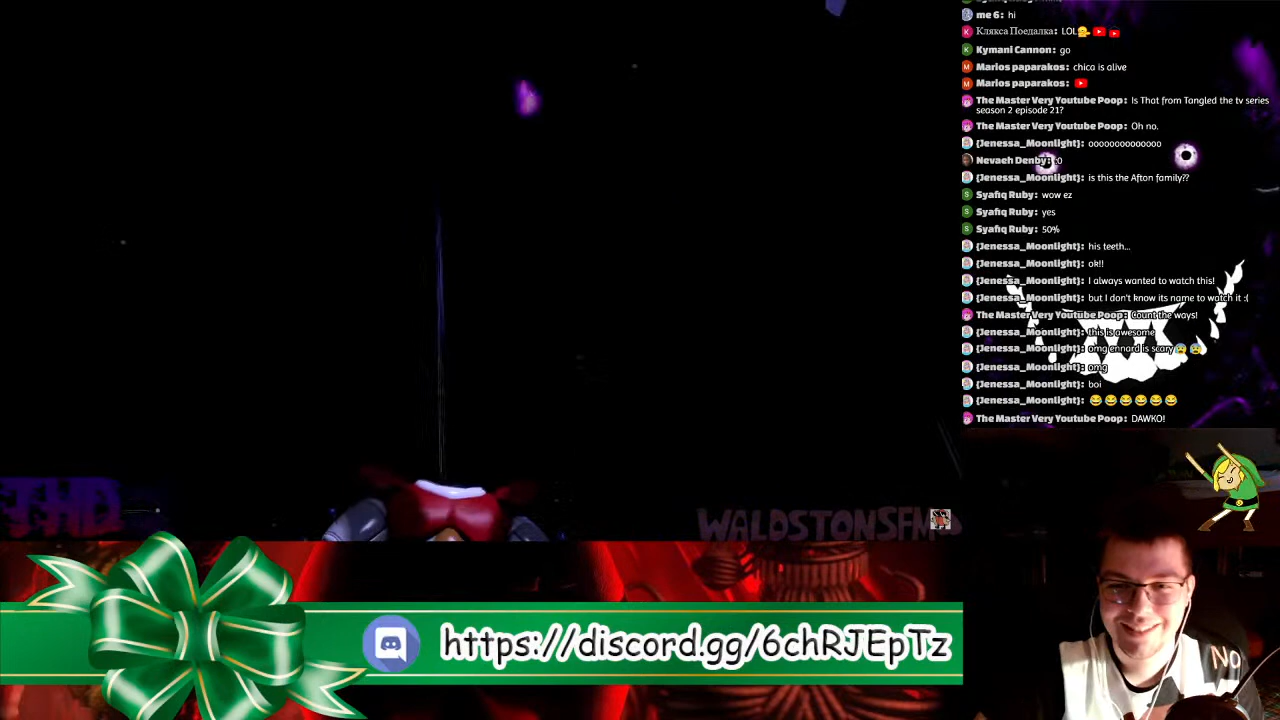 me 6: hi
Клякса Поедалка: LOL
Kymani Cannon: go
Marios paparakos: chica is alive
Marios paparakos:
The Master Very Youtube Poop: Is That from Tangled the tv series
season 2 episode 21?
The Master Very Youtube Poop: Oh no.
{Jenessa_Moonlight}: oooooooooooooo
Nevaeh Denby: :0
{Jenessa_Moonlight}: is this the Afton family??
Syafiq Ruby: wow ez
Syafiq Ruby: yes
Syafiq Ruby: 50%
{Jenessa_Moonlight}: his teeth...
{Jenessa_Moonlight}: ok!!
{Jenessa_Moonlight}: I always wanted to watch this!
{Jenessa_Moonlight}: but I don't know its name to watch it :(
The Master Very Youtube Poop: Count the ways!
{Jenessa_Moonlight}: this is awesome
{Jenessa_Moonlight}: omg ennard is scary 😰 😰
{Jenessa_Moonlight}: omg
{Jenessa_Moonlight}: boi
{Jenessa_Moonlight}: 😂 😂 😂 😂 😂 😂
The Master Very Youtube Poop: DAWKO!
WALDSTONSFM
https://discord.gg/6chRJEpTz
NO